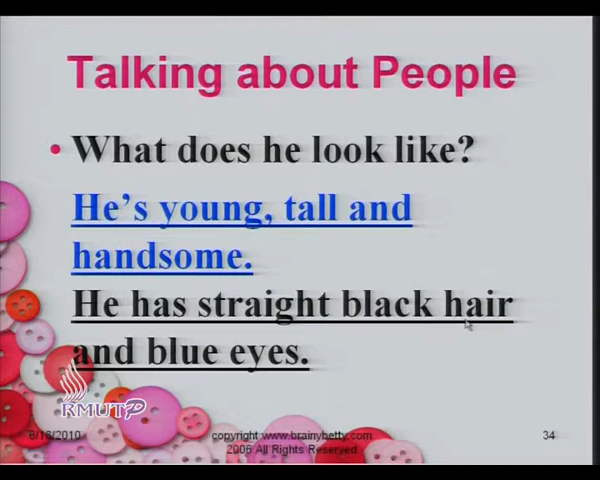 Talking about People
• What does he look like?
He's young, tall and
handsome.
He has straight black hair
and blue eyes.
RMUTP
8/18/2010
copyright www.brainybetty.com
2006 All Rights Reserved
34